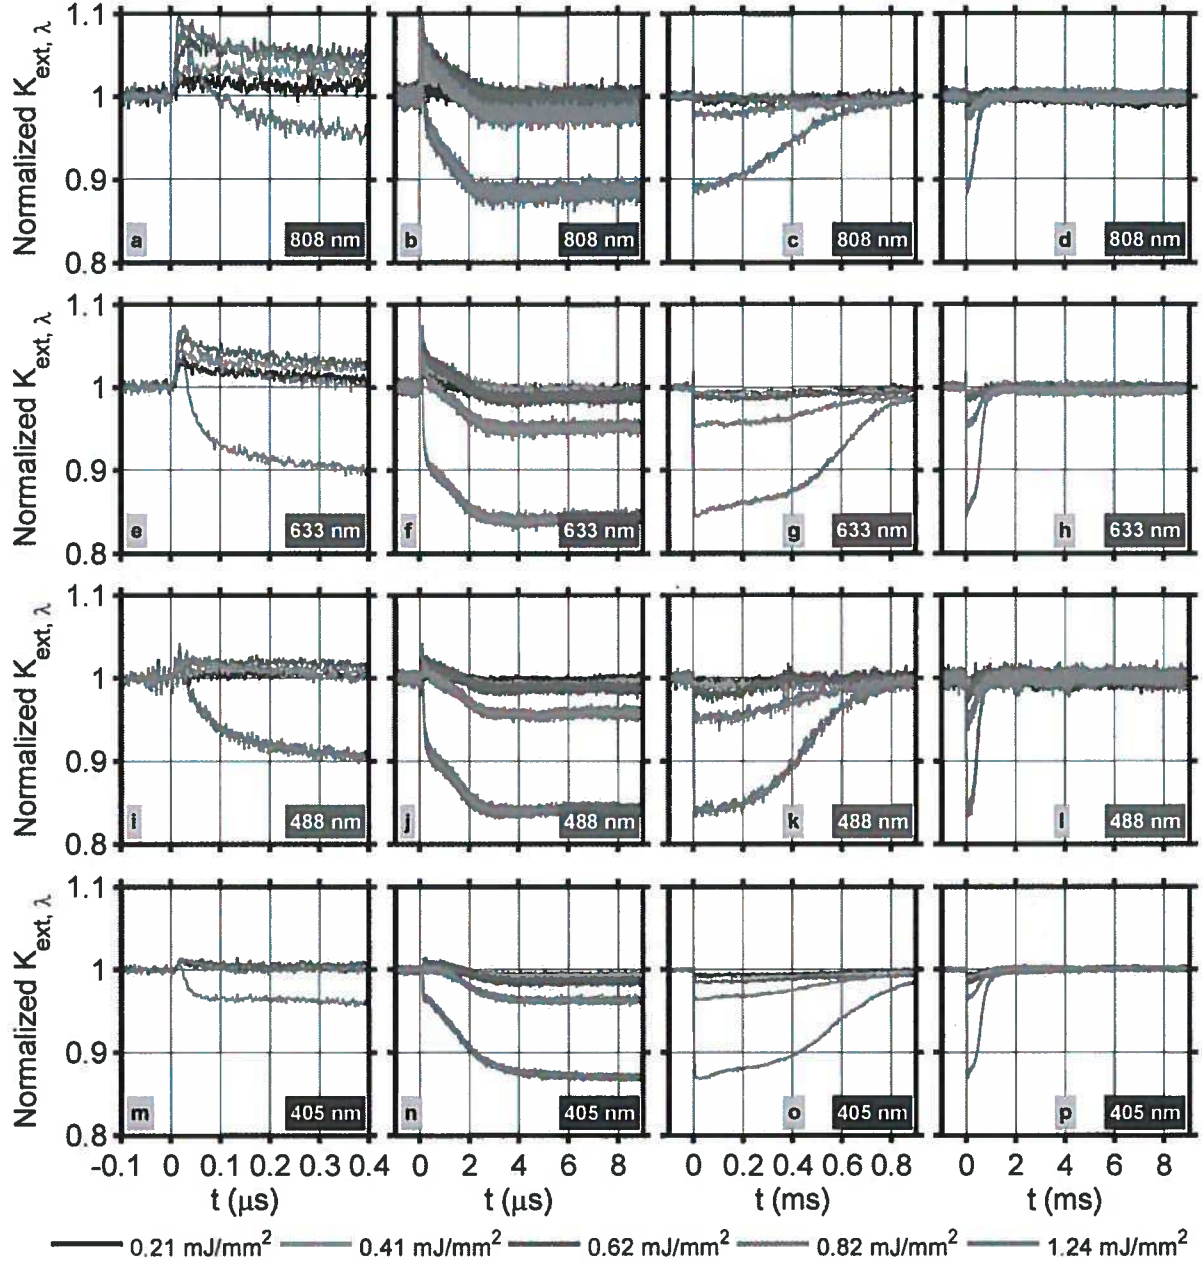 Normalized K_ext, λ
1.1
1
0.9
0.8
a 808 nm
b 808 nm
c 808 nm
d 808 nm
Normalized K_ext, λ
1.1
1
0.9
0.8
e 633 nm
f 633 nm
g 633 nm
h 633 nm
Normalized K_ext, λ
1.1
1
0.9
0.8
i 488 nm
j 488 nm
k 488 nm
l 488 nm
Normalized K_ext, λ
1.1
1
0.9
0.8
m 405 nm
n 405 nm
o 405 nm
p 405 nm
-0.1 0 0.1 0.2 0.3 0.4
0 2 4 6 8
0 0.2 0.4 0.6 0.8
0 2 4 6 8
t (μs)
t (μs)
t (ms)
t (ms)
0.21 mJ/mm² 0.41 mJ/mm² 0.62 mJ/mm² 0.82 mJ/mm² 1.24 mJ/mm²